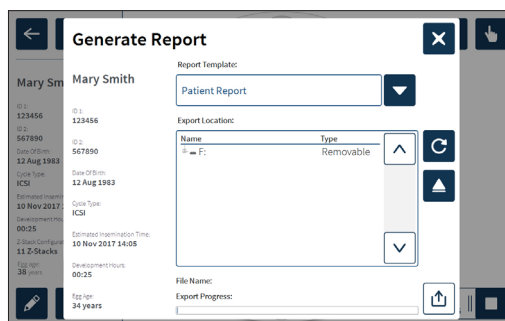 Generate Report
Mary Smith
ID 1:
123456
ID 2:
567890
Date Of Birth:
12 Aug 1983
Cycle Type:
ICSI
Estimated Insemination Time:
10 Nov 2017 14:05
Development Hours:
00:25
Egg Age:
34 years
Report Template:
Patient Report
Export Location:
Name Type
F: Removable
File Name:
Export Progress:
Mary Sm
ID 1:
123456
ID 2:
567890
Date Of Birth:
12 Aug 1983
Cycle Type:
ICSI
Estimated Insemin
10 Nov 2017
Development Hou
00:25
Z-Stack Configurat
11 Z-Stacks
Egg Age:
38 years